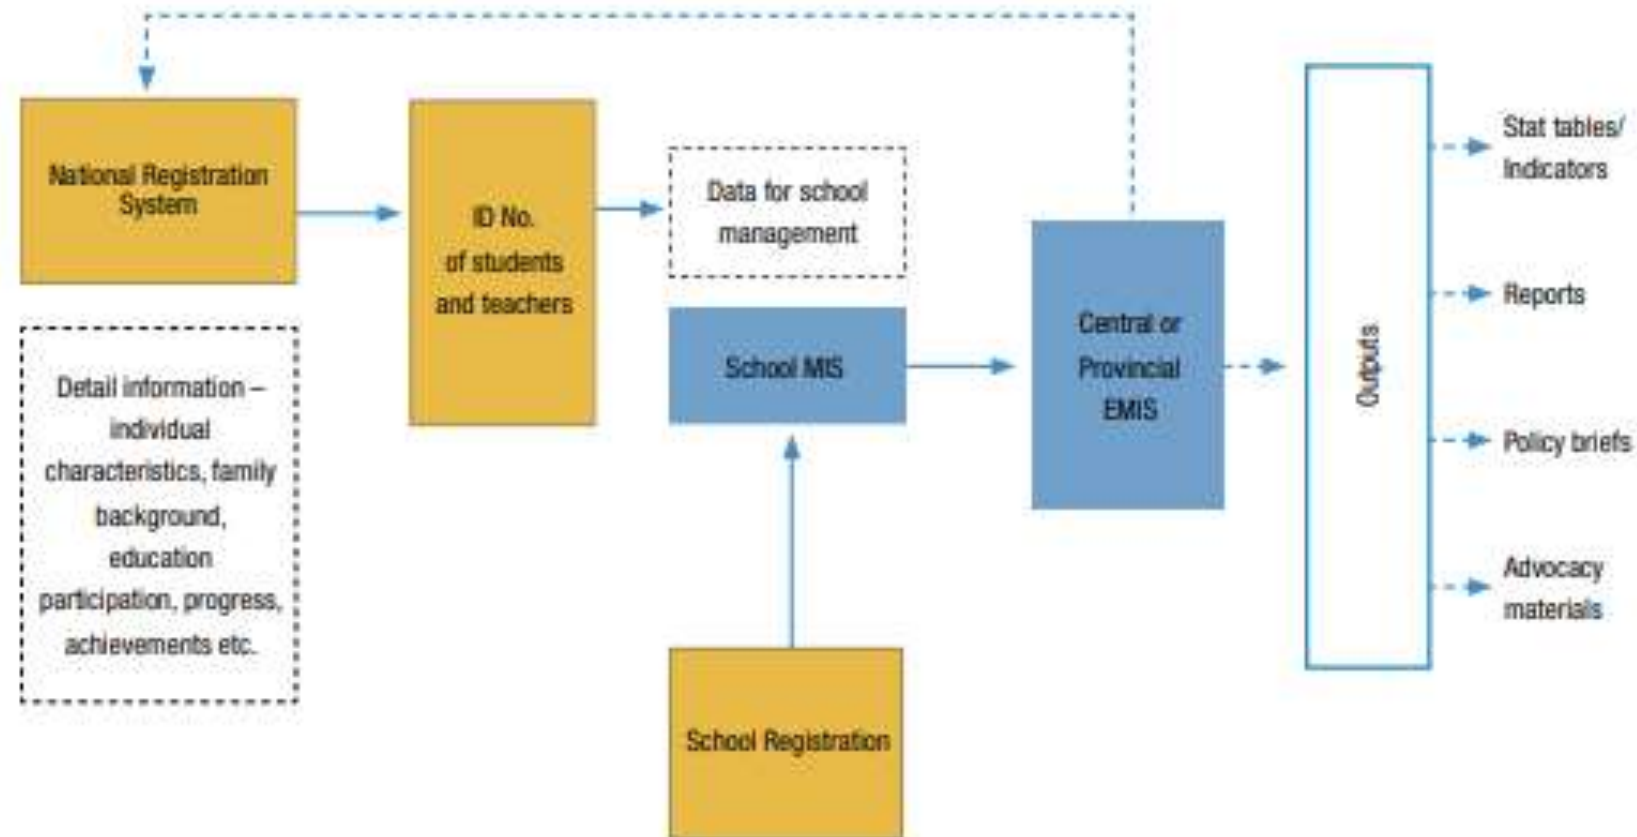 National Registration
System
Detail information –
individual
characteristics, family
background,
education
participation, progress,
achievements etc.
ID No.
of students
and teachers
Data for school
management
School MIS
School Registration
Central or
Provincial
EMIS
Outputs
Stat tables/
Indicators
Reports
Policy briefs
Advocacy
materials